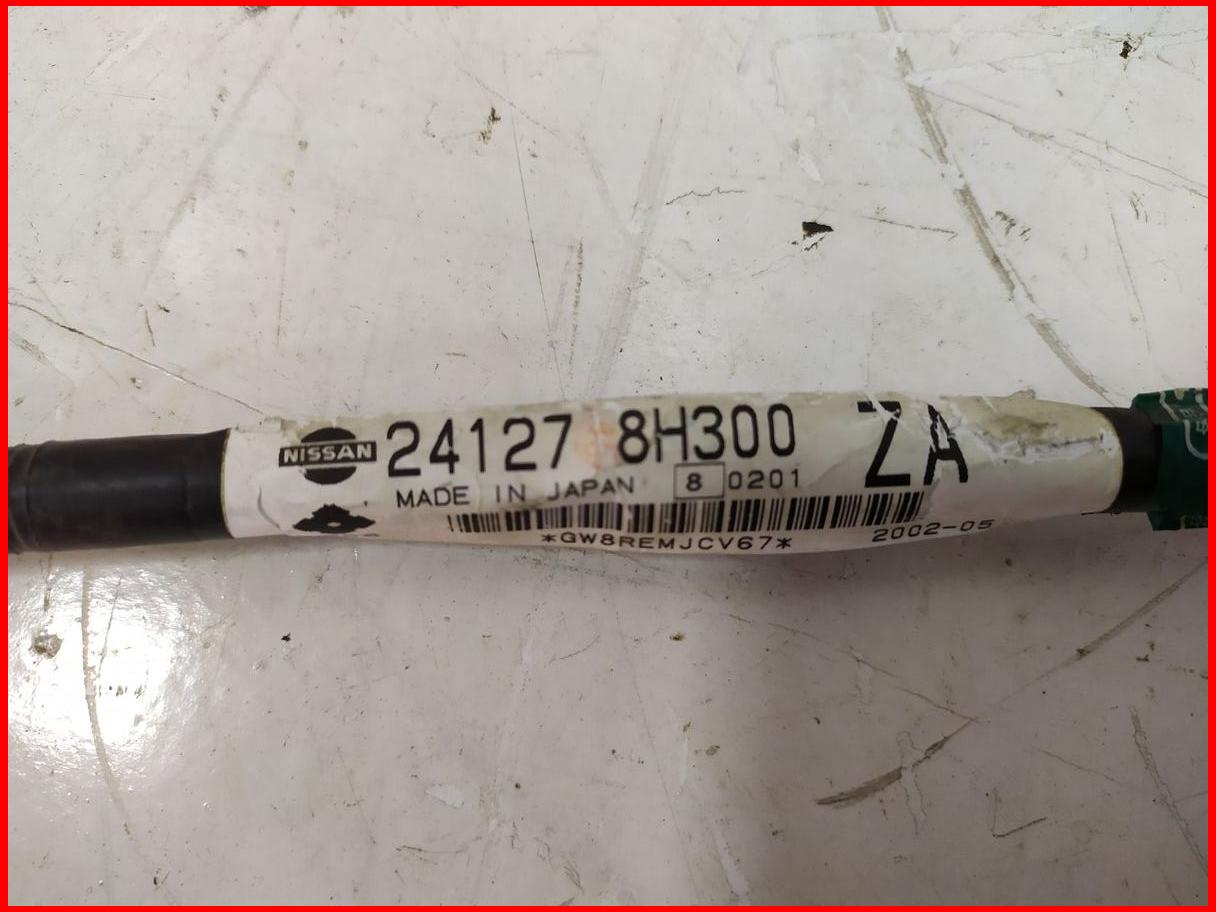 NISSAN 24127 8H300 ZA
MADE IN JAPAN 8 0201
*GW8REMJCV67* 2002-05